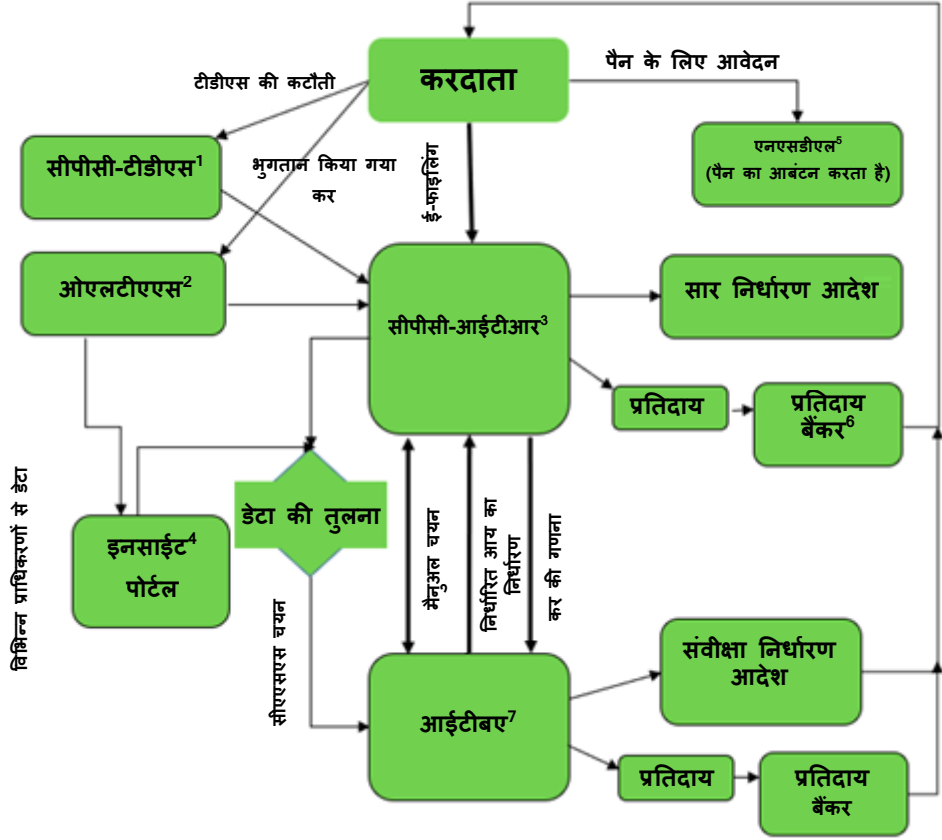 करदाता
टीडीएस की कटौती
पैन के लिए आवेदन
सीपीसी-टीडीएस1
भुगतान किया गया
कर
ई-फाइलिंग
एनएसडीएल5
(पैन का आबंटन करता है)
ओएलटीएएस2
सीपीसी-आईटीआर3
सार निर्धारण आदेश
प्रतिदाय
प्रतिदाय
बैंकर6
विभिन्न प्राधिकरणों से डेटा
इनसाईट4
पोर्टल
डेटा की तुलना
सीएएसएस चयन
मैनुअल चयन
निर्धारित आय का
निर्धारण
कर की गणना
आईटीबए7
संवीक्षा निर्धारण
आदेश
प्रतिदाय
प्रतिदाय
बैंकर